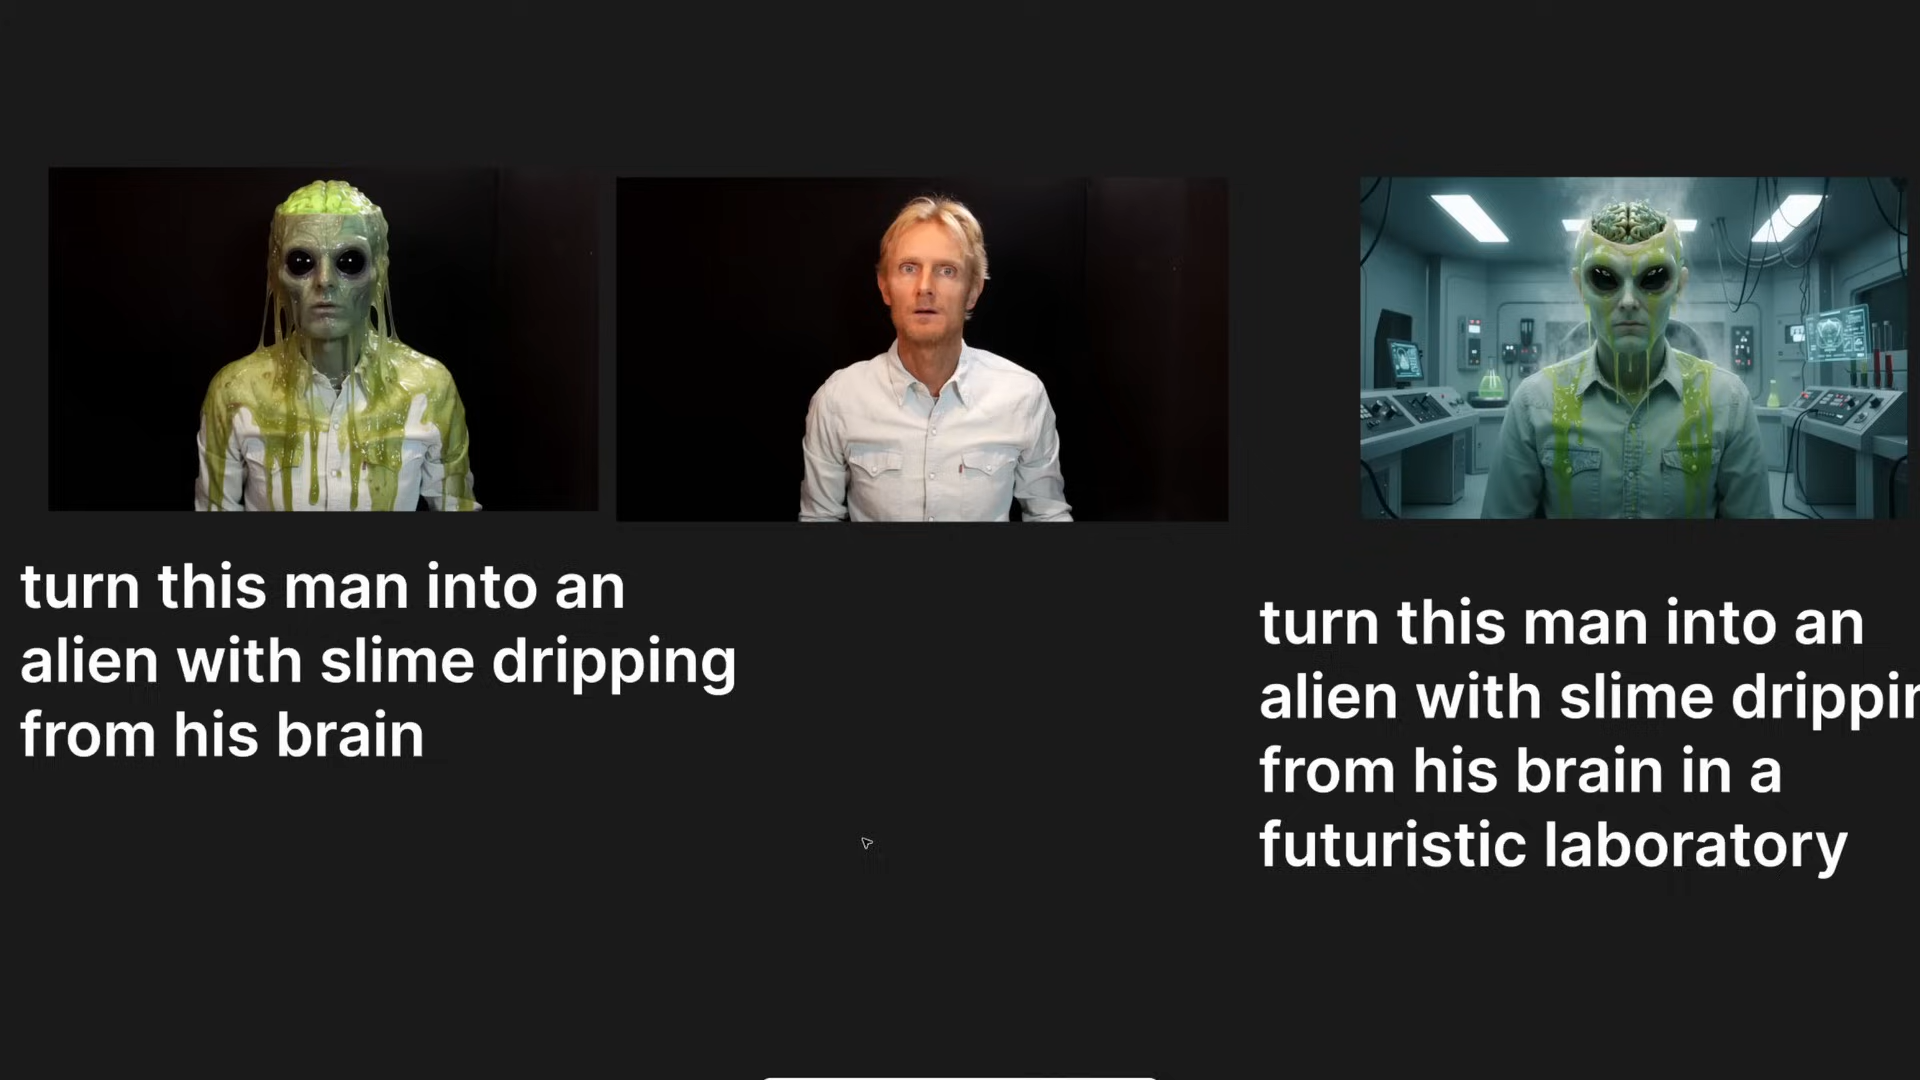 turn this man into an
alien with slime dripping
from his brain
turn this man into an
alien with slime drippin
from his brain in a
futuristic laboratory